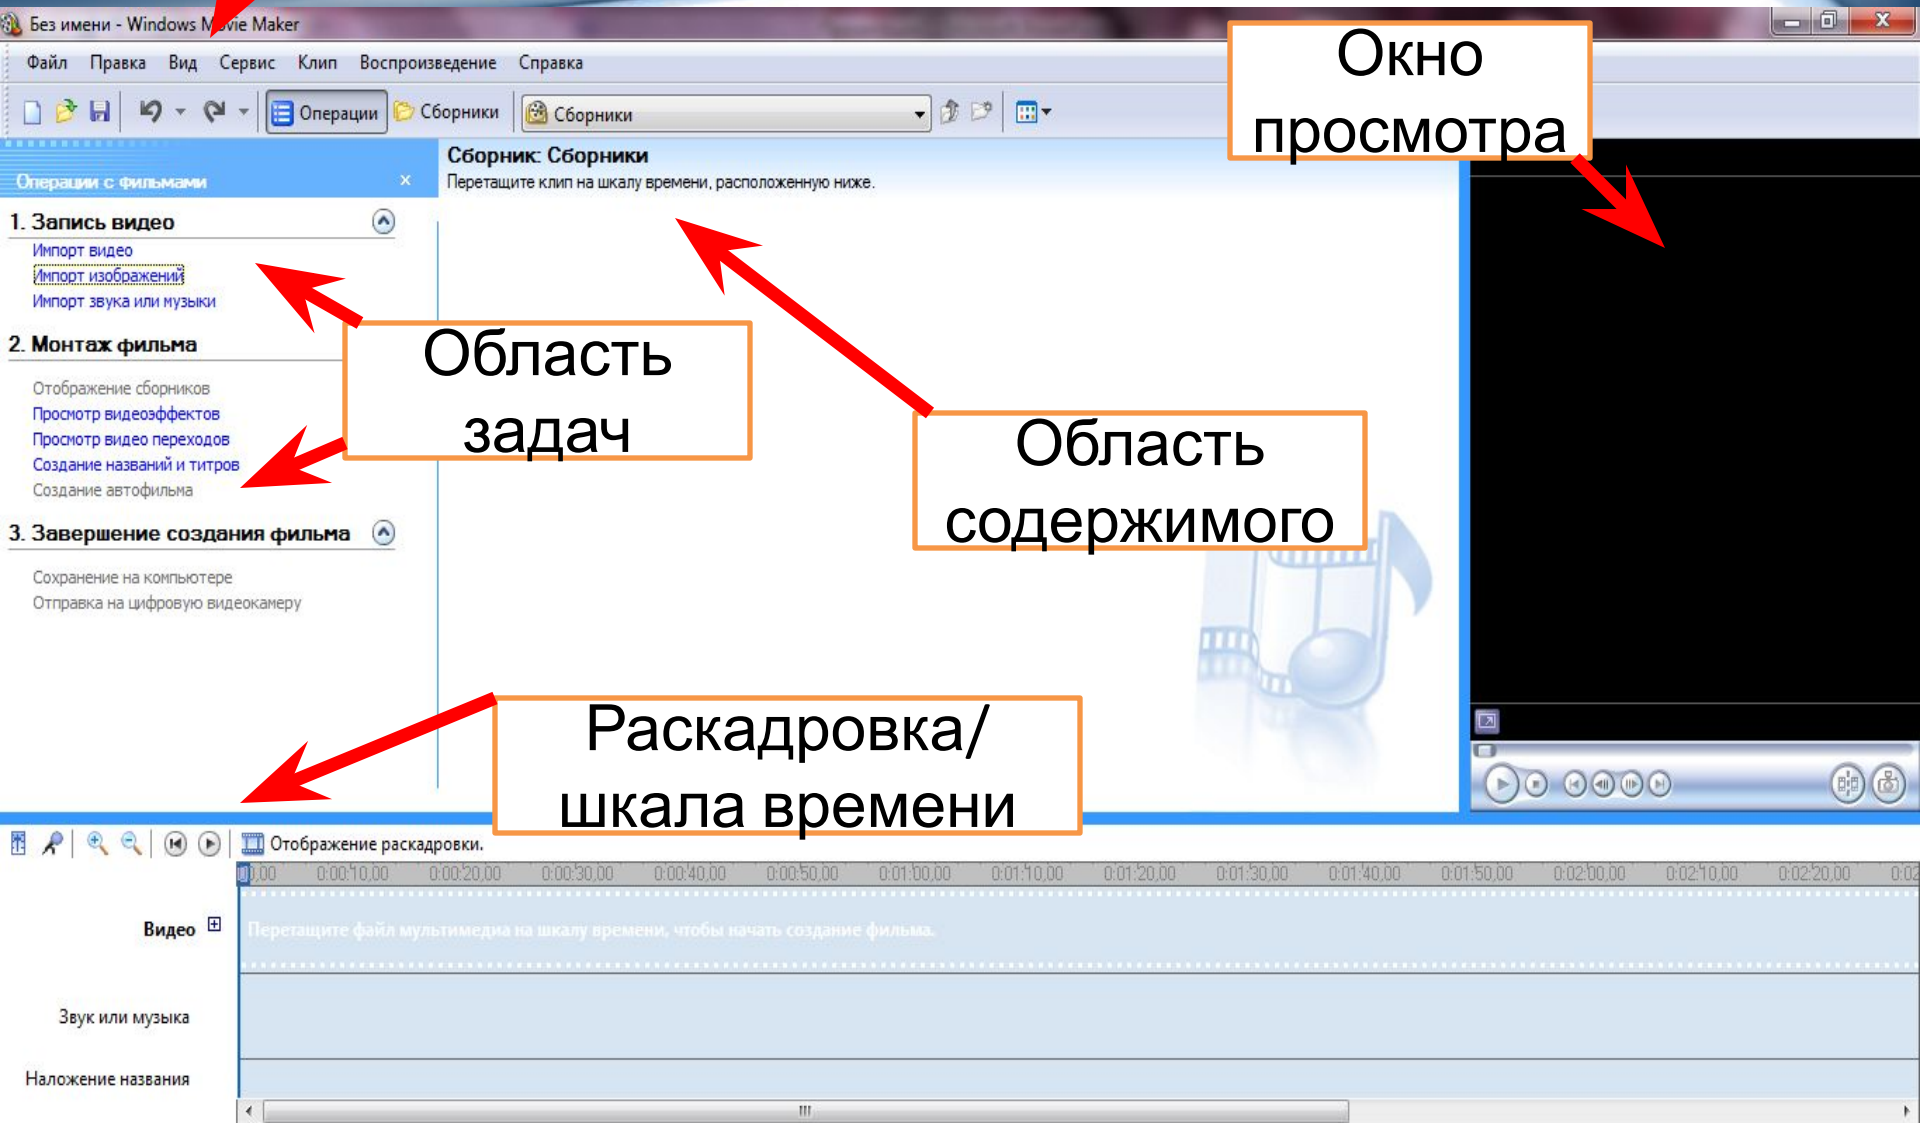 Без имени - Windows Movie Maker
Файл Правка Вид Сервис Клип Воспроизведение Справка
Операции Сборники Сборники
Окно
просмотра
Операции с фильмами
Сборник: Сборники
Перетащите клип на шкалу времени, расположенную ниже.
1. Запись видео
Импорт видео
Импорт изображений
Импорт звука или музыки
2. Монтаж фильма
Отображение сборников
Просмотр видеоэффектов
Просмотр видео переходов
Создание названий и титров
Создание автофильма
3. Завершение создания фильма
Сохранение на компьютере
Отправка на цифровую видеокамеру
Область
задач
Область
содержимого
Раскадровка/
шкала времени
Отображение раскадровки.
0:00:10,00 0:00:20,00 0:00:30,00 0:00:40,00 0:00:50,00 0:01:00,00 0:01:10,00 0:01:20,00 0:01:30,00 0:01:40,00 0:01:50,00 0:02:00,00 0:02:10,00 0:02:20,00
Видео
Перетащите файл мультимедиа на шкалу времени, чтобы начать создание фильма.
Звук или музыка
Наложение названия